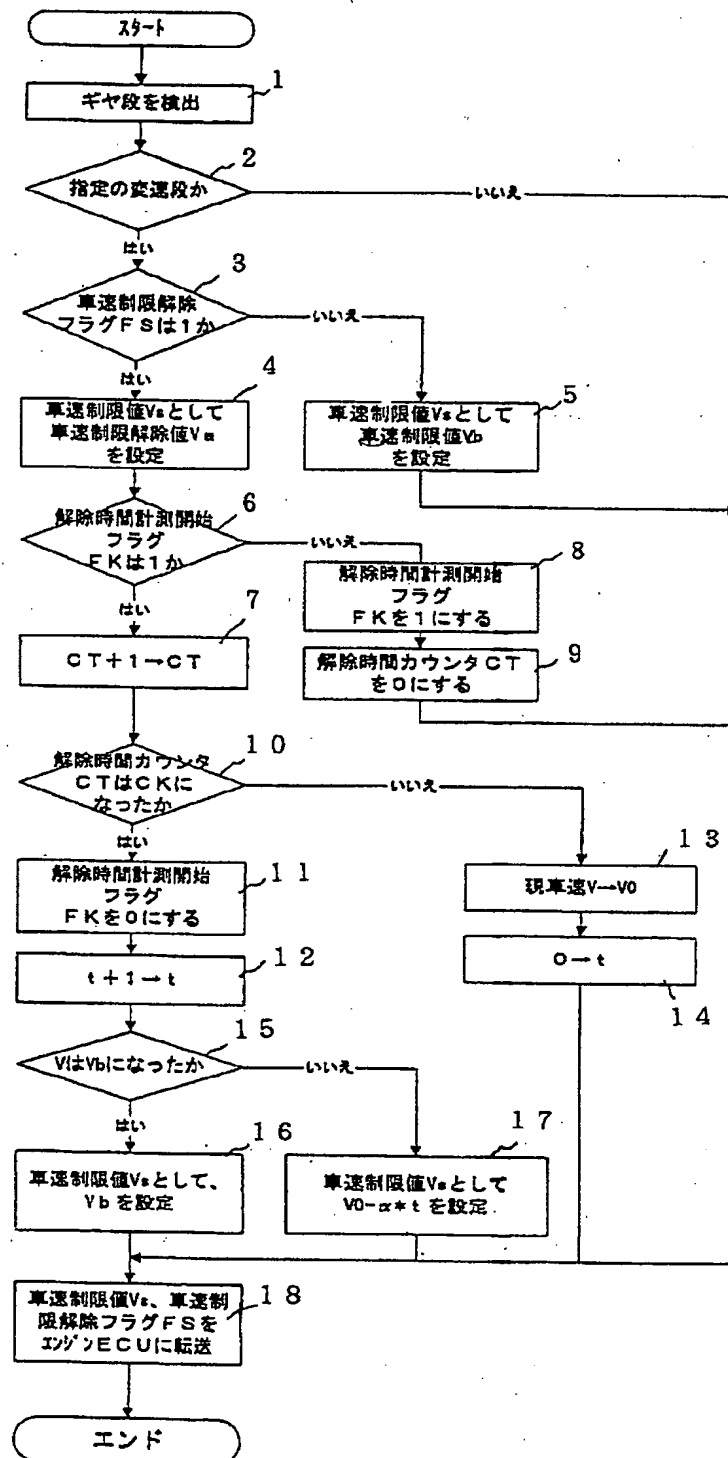 スタート
1
ギヤ段を検出
2
指定の変速段か
いいえ
はい
3
車速制限解除
フラグFSは1か
いいえ
はい
4
車速制限値Vsとして
車速制限解除値Vm
を設定
5
車速制限値Vsとして
車速制限値Vb
を設定
6
解除時間計測開始
フラグ
FKは1か
いいえ
はい
7
CT+1→CT
8
解除時間計測開始
フラグ
FKを1にする
9
解除時間カウンタCT
を0にする
10
解除時間カウンタ
CTはCKに
なったか
いいえ
はい
11
解除時間計測開始
フラグ
FKを0にする
12
t+1→t
13
現車速V→V0
0→t
14
15
VはVbになったか
いいえ
はい
16
車速制限値Vsとして、
Vbを設定
17
車速制限値Vsとして
V0-α*tを設定
18
車速制限値Vs、車速制
限解除フラグFSを
エンジンECUに転送
エンド